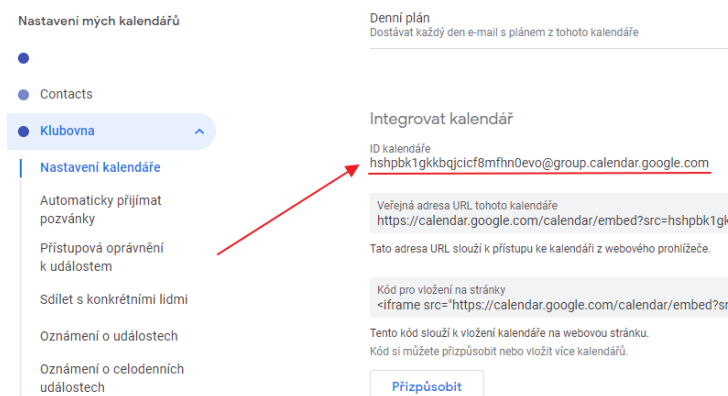 Nastavení mých kalendářů
Contacts
Klubovna
Nastavení kalendáře
Automaticky přijímat
pozvánky
Přístupová oprávnění
k událostem
Sdílet s konkrétními lidmi
Oznámení o událostech
Oznámení o celodenních
událostech
Denní plán
Dostávat každý den e-mail s plánem z tohoto kalendáře
Integrovat kalendář
ID kalendáře
hshpbk1gkkbqjcicf8mfhn0evo@group.calendar.google.com
Veřejná adresa URL tohoto kalendáře
https://calendar.google.com/calendar/embed?src=hshpbk1gk
Tato adresa URL slouží k přístupu ke kalendáři z webového prohlížeče.
Kód pro vložení na stránky
<iframe src="https://calendar.google.com/calendar/embed?sr
Tento kód slouží k vložení kalendáře na webovou stránku.
Kód si můžete přizpůsobit nebo vložit více kalendářů.
Přizpůsobit